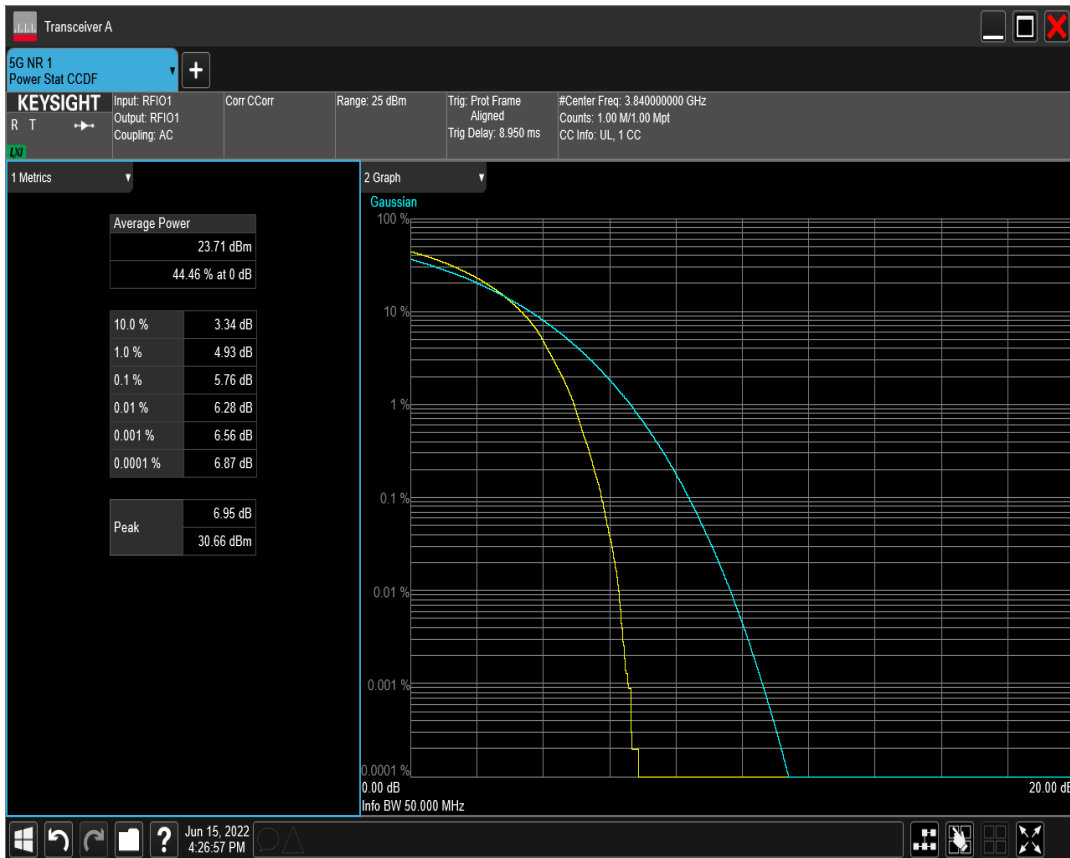 Transceiver A
5G NR 1
Power Stat CCDF
KEYSIGHT
R T
LXI
Input: RFIO1
Output: RFIO1
Coupling: AC
Corr CCorr
Range: 25 dBm
Trig: Prot Frame
Aligned
Trig Delay: 8.950 ms
#Center Freq: 3.840000000 GHz
Counts: 1.00 M/1.00 Mpt
CC Info: UL, 1 CC
1 Metrics
Average Power
23.71 dBm
44.46 % at 0 dB
10.0 % 3.34 dB
1.0 % 4.93 dB
0.1 % 5.76 dB
0.01 % 6.28 dB
0.001 % 6.56 dB
0.0001 % 6.87 dB
Peak 6.95 dB
30.66 dBm
2 Graph
Gaussian
100 %
10 %
1 %
0.1 %
0.01 %
0.001 %
0.0001 %
0.00 dB 20.00 dB
Info BW 50.000 MHz
Jun 15, 2022
4:26:57 PM